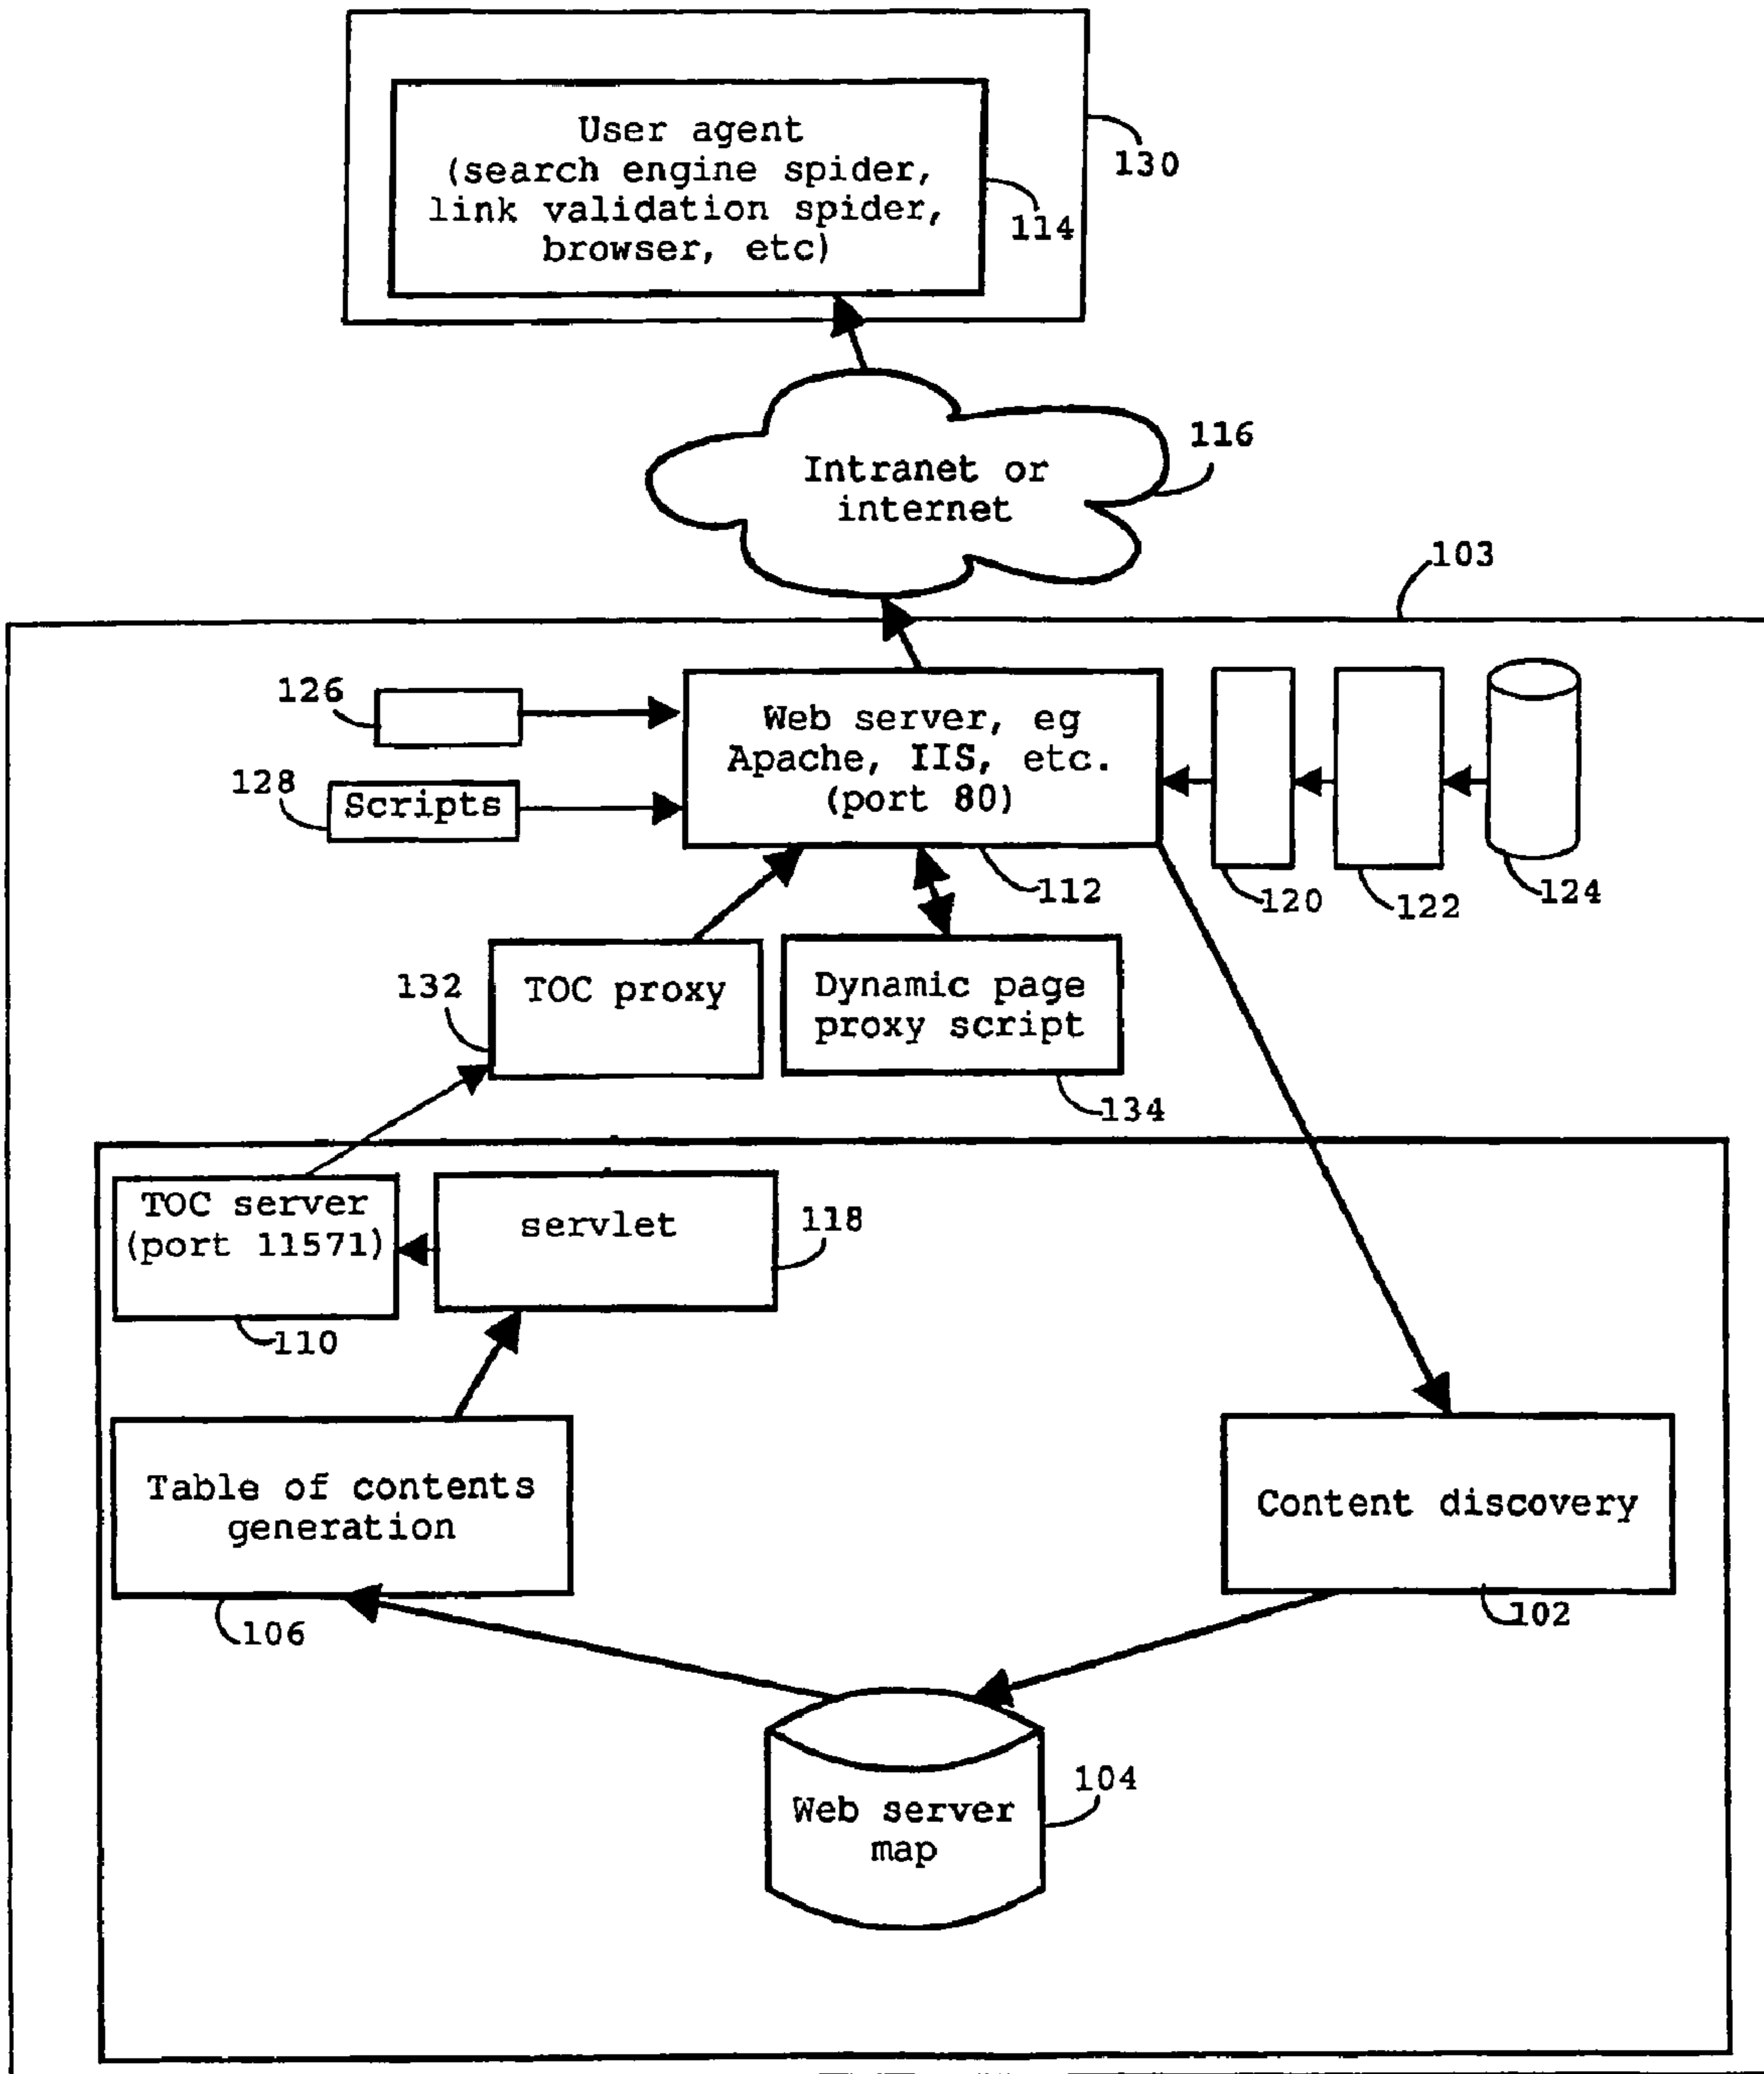 User agent
(search engine spider,
link validation spider,
browser, etc)
130
114
Intranet or
internet
116
103
126
128
Scripts
Web server, eg
Apache, IIS, etc.
(port 80)
112
120
122
124
132
TOC proxy
Dynamic page
proxy script
134
TOC server
(port 11571)
110
servlet
118
Table of contents
generation
106
Content discovery
102
Web server
map
104